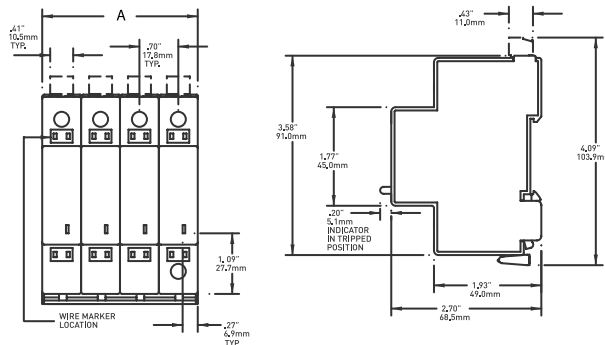 A
.41"
10.5mm
TYP.
.70"
17.8mm
TYP.
1.09"
27.7mm
.27"
6.9mm
TYP
WIRE MARKER
LOCATION
.43"
11.0mm
3.58"
91.0mm
1.77"
45.0mm
4.09"
103.9m
.20"
5.1mm
INDICATOR
IN TRIPPED
POSITION
1.93"
49.0mm
2.70"
68.5mm